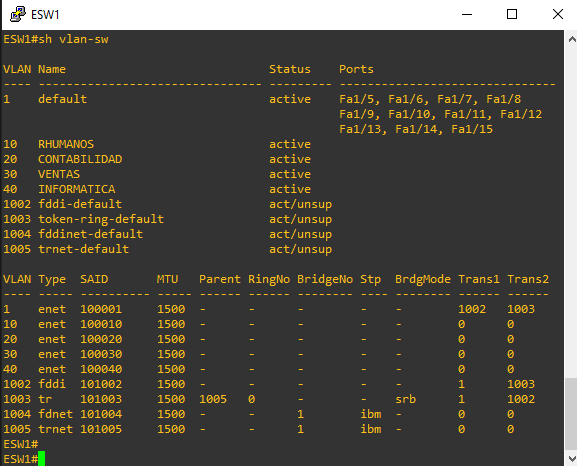 ESW1
ESW1#sh vlan-sw
VLAN Name                             Status    Ports
---- -------------------------------- --------- -------------------------------
1    default                          active    Fa1/5, Fa1/6, Fa1/7, Fa1/8
                                                Fa1/9, Fa1/10, Fa1/11, Fa1/12
                                                Fa1/13, Fa1/14, Fa1/15
10   RHUMANOS                         active
20   CONTABILIDAD                     active
30   VENTAS                           active
40   INFORMATICA                      active
1002 fddi-default                     act/unsup
1003 token-ring-default               act/unsup
1004 fddinet-default                  act/unsup
1005 trnet-default                    act/unsup
VLAN Type  SAID       MTU   Parent RingNo BridgeNo Stp  BrdgMode Trans1 Trans2
---- ----- ---------- ----- ------ ------ -------- ---- -------- ------ ------
1    enet  100001     1500  -      -      -        -    -        1002   1003
10   enet  100010     1500  -      -      -        -    -        0      0
20   enet  100020     1500  -      -      -        -    -        0      0
30   enet  100030     1500  -      -      -        -    -        0      0
40   enet  100040     1500  -      -      -        -    -        0      0
1002 fddi  101002     1500  -      -      -        -    -        1      1003
1003 tr    101003     1500  1005   0      -        -    srb      1      1002
1004 fdnet 101004     1500  -      -      1        ibm  -        0      0
1005 trnet 101005     1500  -      -      1        ibm  -        0      0
ESW1#
ESW1#